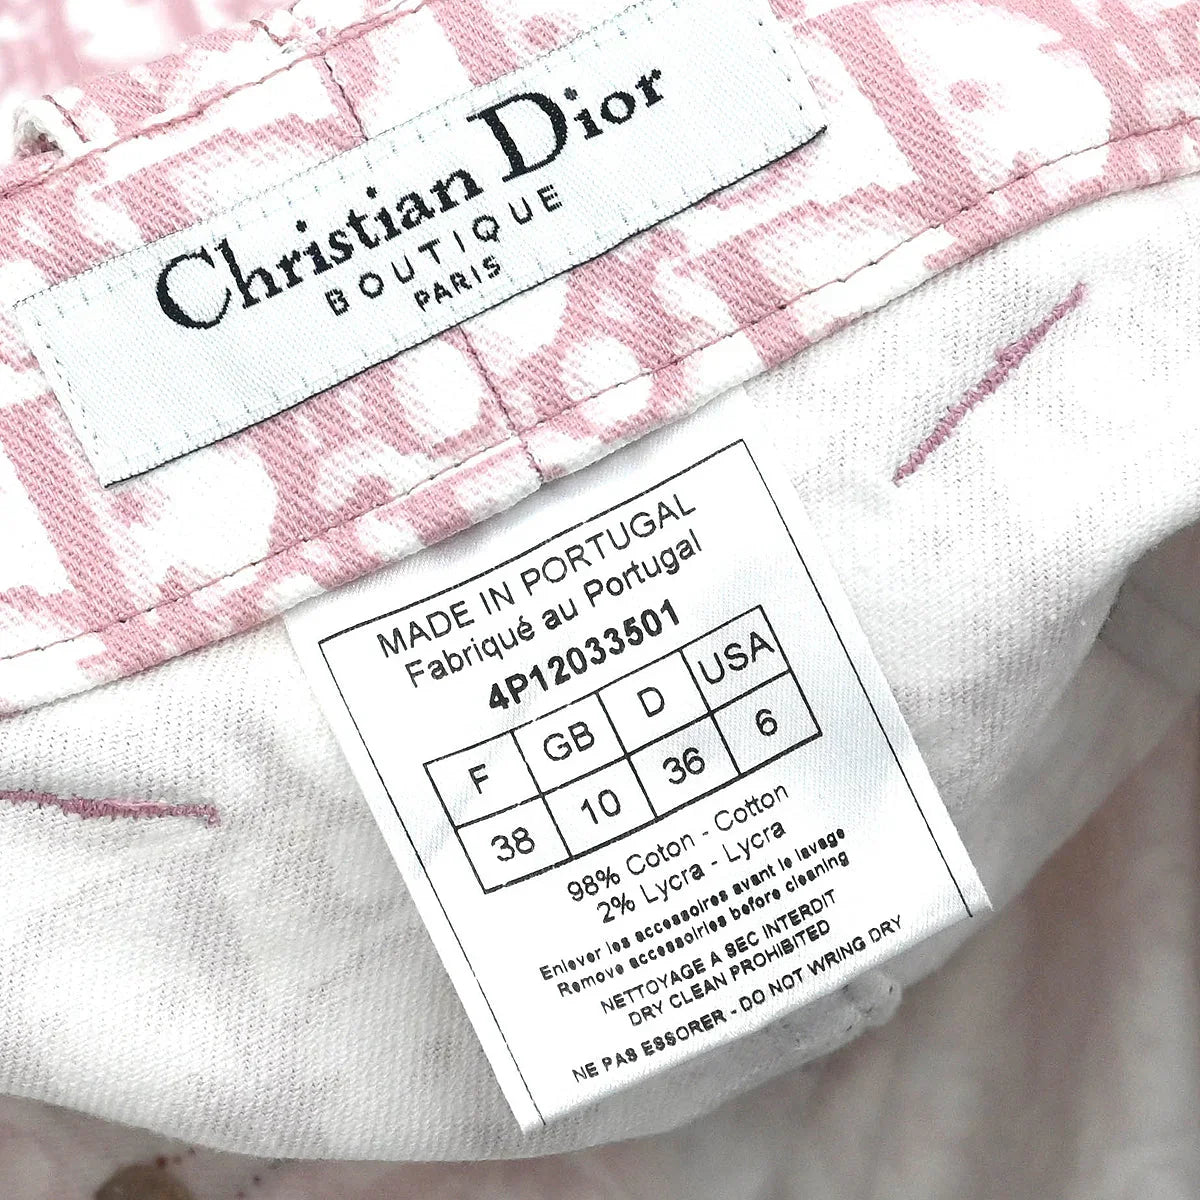 Christian Dior
BOUTIQUE
PARIS
MADE IN PORTUGAL
Fabriqué au Portugal
4P12033501
F GB D USA
38 10 36 6
98% Coton - Cotton
2% Lycra - Lycra
Enlever les accessoires avant le lavage
Remove accessoiries before cleaning
NETTOYAGE A SEC INTERDIT
DRY CLEAN PROHIBITED
NE PAS ESSORER - DO NOT WRING DRY